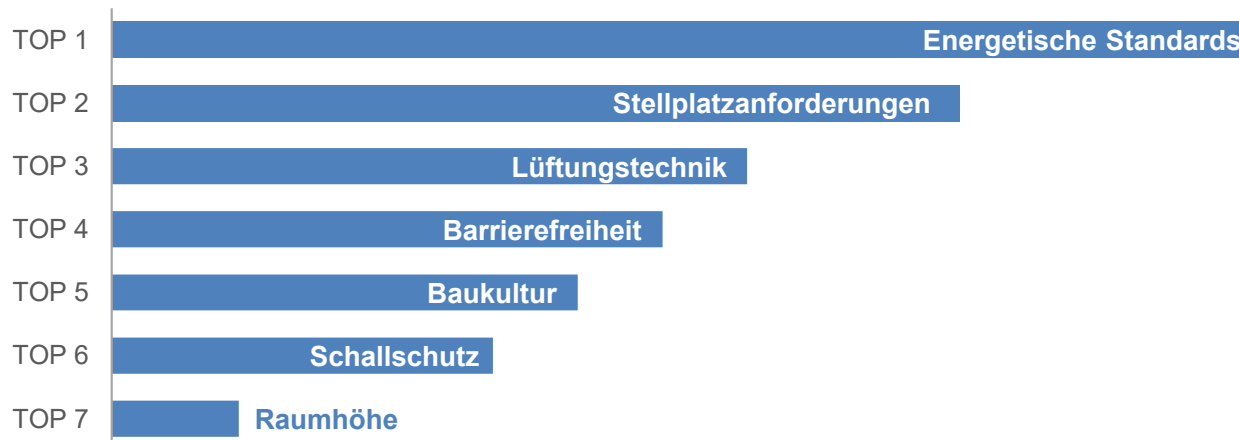 TOP 1 Energetische Standards
TOP 2 Stellplatzanforderungen
TOP 3 Lüftungstechnik
TOP 4 Barrierefreiheit
TOP 5 Baukultur
TOP 6 Schallschutz
TOP 7 Raumhöhe